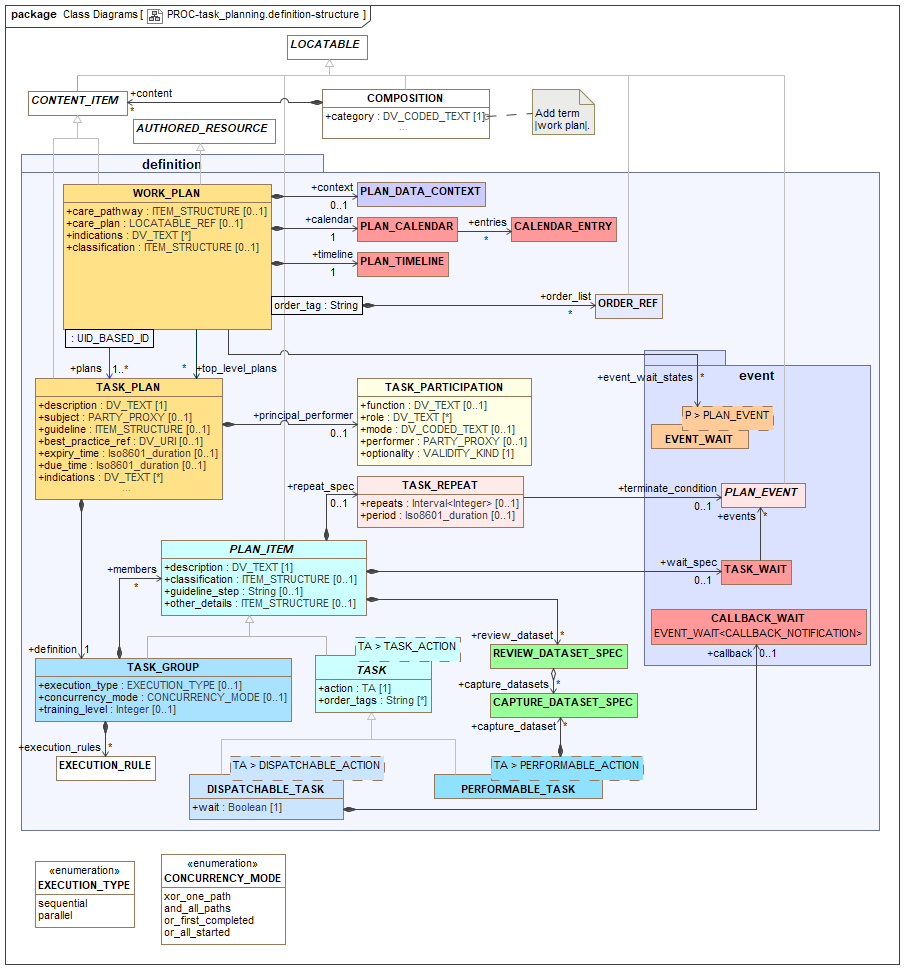 package Class Diagrams [ PROC-task_planning.definition-structure ]
LOCATABLE
CONTENT_ITEM
+content
*
COMPOSITION
+category : DV_CODED_TEXT [1]
...
Add term
|work plan|.
AUTHORED_RESOURCE
definition
WORK_PLAN
+care_pathway : ITEM_STRUCTURE [0..1]
+care_plan : LOCATABLE_REF [0..1]
+indications : DV_TEXT [*]
+classification : ITEM_STRUCTURE [0..1]
+context
0..1
PLAN_DATA_CONTEXT
+calendar
1
PLAN_CALENDAR
+entries
*
CALENDAR_ENTRY
+timeline
1
PLAN_TIMELINE
order_tag : String
+order_list
*
ORDER_REF
: UID_BASED_ID
+plans
1..*
*
+top_level_plans
event
+event_wait_states
*
P > PLAN_EVENT
EVENT_WAIT
TASK_PLAN
+description : DV_TEXT [1]
+subject : PARTY_PROXY [0..1]
+guideline : ITEM_STRUCTURE [0..1]
+best_practice_ref : DV_URI [0..1]
+expiry_time : Iso8601_duration [0..1]
+due_time : Iso8601_duration [0..1]
+indications : DV_TEXT [*]
...
+principal_performer
0..1
TASK_PARTICIPATION
+function : DV_TEXT [0..1]
+role : DV_TEXT [*]
+mode : DV_CODED_TEXT [0..1]
+performer : PARTY_PROXY [0..1]
+optionality : VALIDITY_KIND [1]
+repeat_spec
0..1
TASK_REPEAT
+repeats : Interval<Integer> [0..1]
+period : Iso8601_duration [0..1]
+terminate_condition
0..1
PLAN_EVENT
+events
*
PLAN_ITEM
+description : DV_TEXT [1]
+classification : ITEM_STRUCTURE [0..1]
+guideline_step : String [0..1]
+other_details : ITEM_STRUCTURE [0..1]
+members
*
+wait_spec
0..1
TASK_WAIT
CALLBACK_WAIT
EVENT_WAIT<CALLBACK_NOTIFICATION>
+callback
0..1
+review_dataset
*
REVIEW_DATASET_SPEC
+capture_datasets
*
CAPTURE_DATASET_SPEC
+capture_dataset
*
+definition
1
TASK_GROUP
+execution_type : EXECUTION_TYPE [0..1]
+concurrency_mode : CONCURRENCY_MODE [0..1]
+training_level : Integer [0..1]
TA > TASK_ACTION
TASK
+action : TA [1]
+order_tags : String [*]
+execution_rules
*
EXECUTION_RULE
TA > DISPATCHABLE_ACTION
DISPATCHABLE_TASK
+wait : Boolean [1]
TA > PERFORMABLE_ACTION
PERFORMABLE_TASK
«enumeration»
EXECUTION_TYPE
sequential
parallel
«enumeration»
CONCURRENCY_MODE
xor_one_path
and_all_paths
or_first_completed
or_all_started